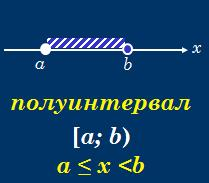 a b x
полуинтервал
[a; b)
a ≤ x <b